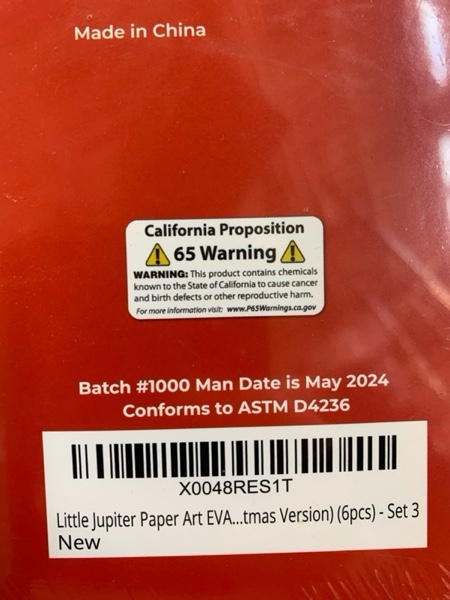 Made in China
California Proposition
65 Warning
WARNING: This product contains chemicals
known to the State of California to cause cancer
and birth defects or other reproductive harm.
For more information visit: www.P65Warnings.ca.gov
Batch #1000 Man Date is May 2024
Conforms to ASTM D4236
X0048RES1T
Little Jupiter Paper Art EVA...tmas Version) (6pcs) - Set 3
New